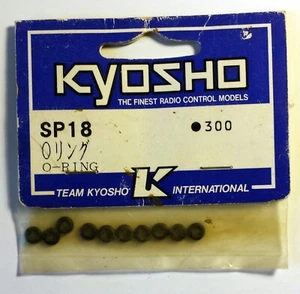 KYOSHO
THE FINEST RADIO CONTROL MODELS
SP18 ●300
Oリング
O-RING
TEAM KYOSHO K INTERNATIONAL